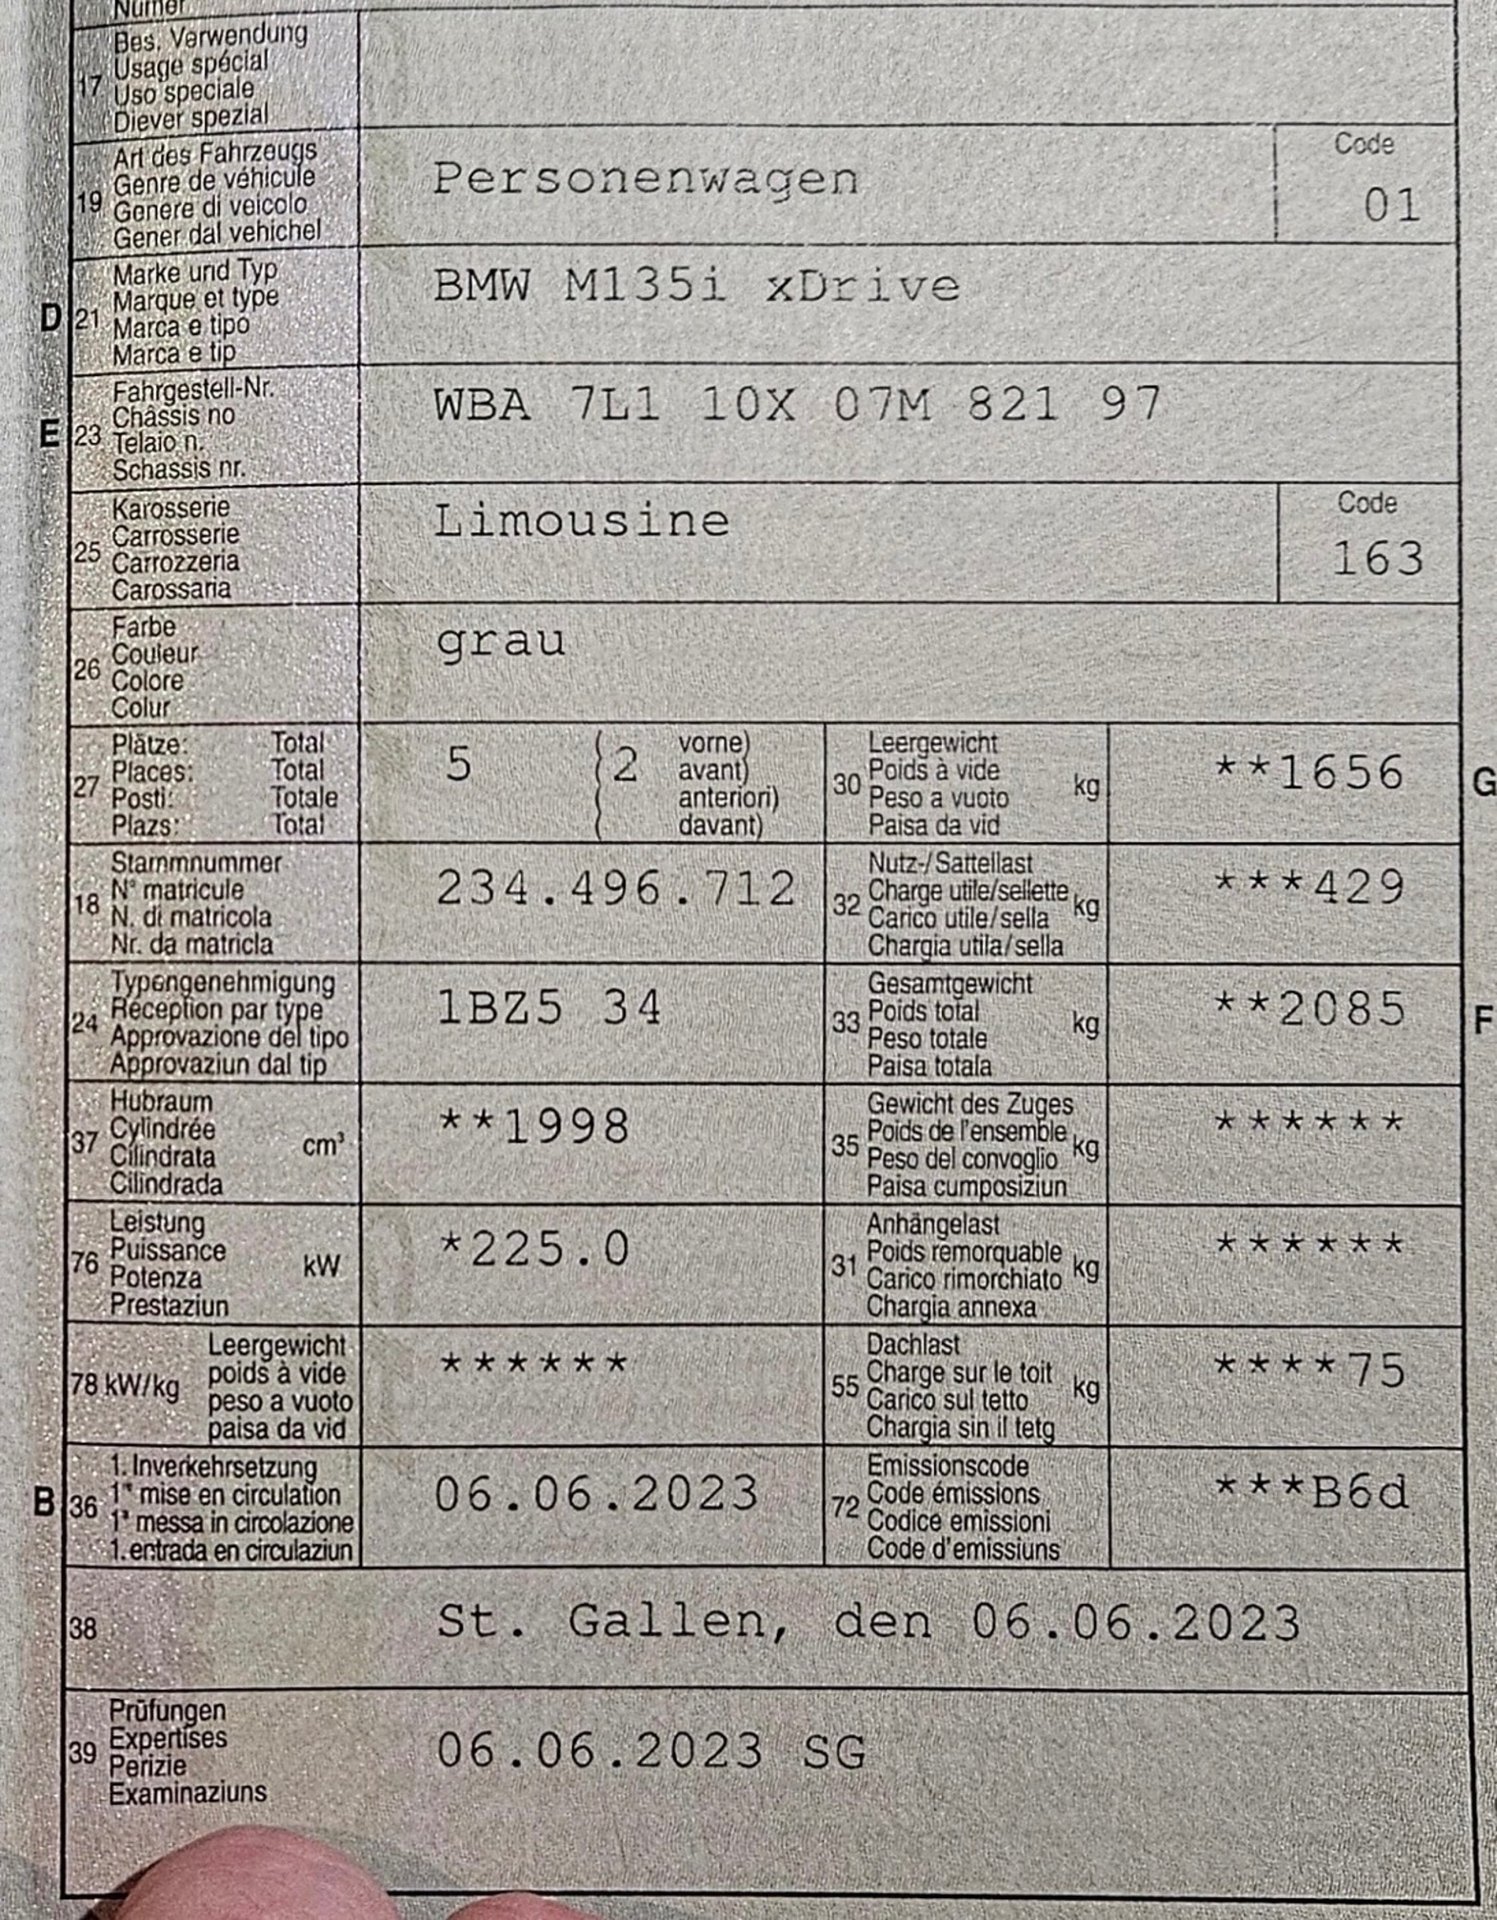 Numer
17
Bes. Verwendung
Usage spécial
Uso speciale
Diever spezial
19
Art des Fahrzeugs
Genre de véhicule
Genere di veicolo
Gener dal vehichel
Personenwagen
Code
01
D
21
Marke und Typ
Marque et type
Marca e tipo
Marca e tip
BMW M135i xDrive
E
23
Fahrgestell-Nr.
Châssis no
Telaio n.
Schassis nr.
WBA 7L1 10X 07M 821 97
25
Karosserie
Carrosserie
Carrozzeria
Carossaria
Limousine
Code
163
26
Farbe
Couleur
Colore
Colur
grau
27
Plätze: Total
Places: Total
Posti: Totale
Plazs: Total
5 (2 vorne)
avant)
( anteriori)
( davant)
30
Leergewicht
Poids à vide
Peso a vuoto
Paisa da vid
kg
**1656
G
18
Stammnummer
N° matricule
N. di matricola
Nr. da matricla
234.496.712
32
Nutz-/Sattellast
Charge utile/sellette
Carico utile/sella
Chargia utila/sella
kg
***429
24
Typengenehmigung
Réception par type
Approvazione del tipo
Approvaziun dal tip
1BZ5 34
33
Gesamtgewicht
Poids total
Peso totale
Paisa totala
kg
**2085
F
37
Hubraum
Cylindrée
Cilindrata
Cilindrada
cm³
**1998
35
Gewicht des Zuges
Poids de l'ensemble
Peso del convoglio
Paisa cumposiziun
kg
******
76
Leistung
Puissance
Potenza
Prestaziun
kW
*225.0
31
Anhängelast
Poids remorquable
Carico rimorchiato
Chargia annexa
kg
******
78 kW/kg
Leergewicht
poids à vide
peso a vuoto
paisa da vid
******
55
Dachlast
Charge sur le toit
Carico sul tetto
Chargia sin il tetg
kg
****75
B
36
1. Inverkehrsetzung
1re mise en circulation
1a messa in circolazione
1. entrada en circulaziun
06.06.2023
72
Emissionscode
Code émissions
Codice emissioni
Code d'emissiuns
***B6d
38
St. Gallen, den 06.06.2023
39
Prüfungen
Expertises
Perizie
Examinaziuns
06.06.2023 SG